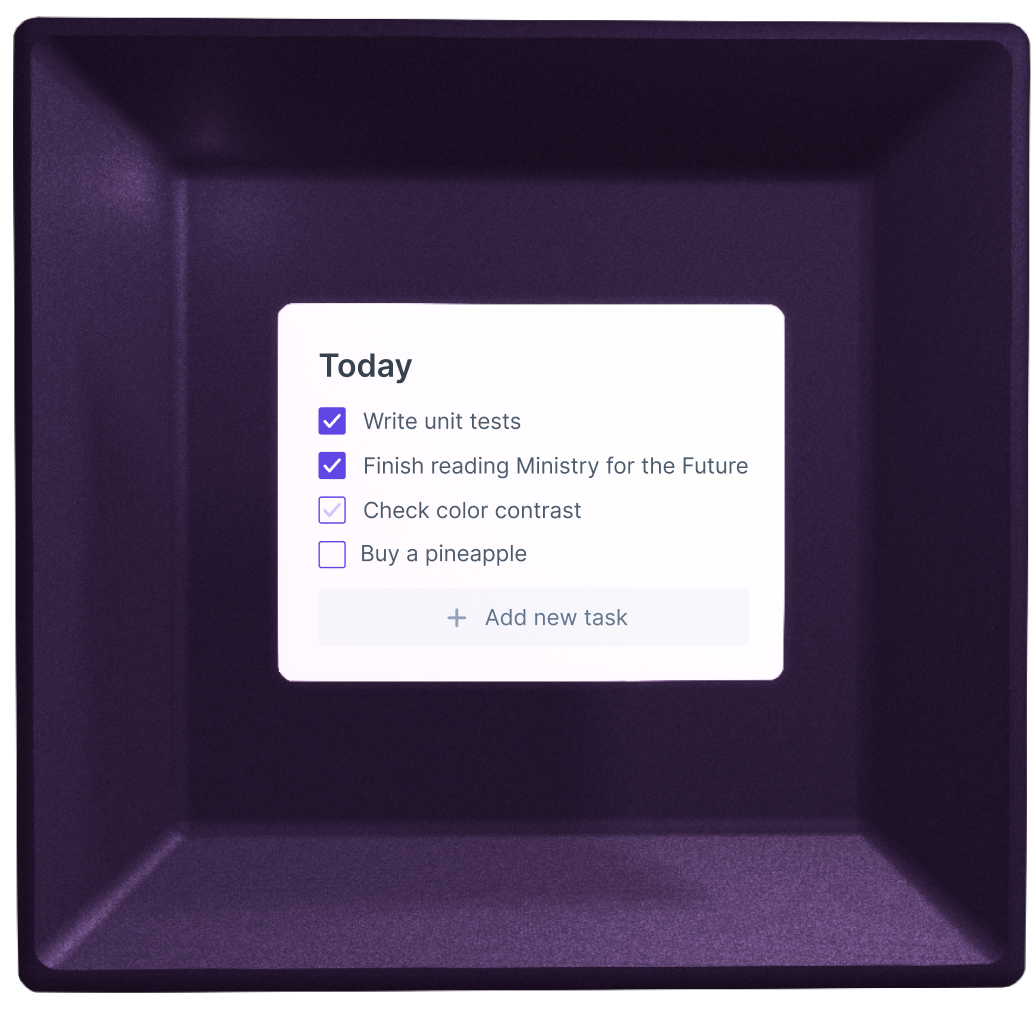 Today
Write unit tests
Finish reading Ministry for the Future
Check color contrast
Buy a pineapple
Add new task